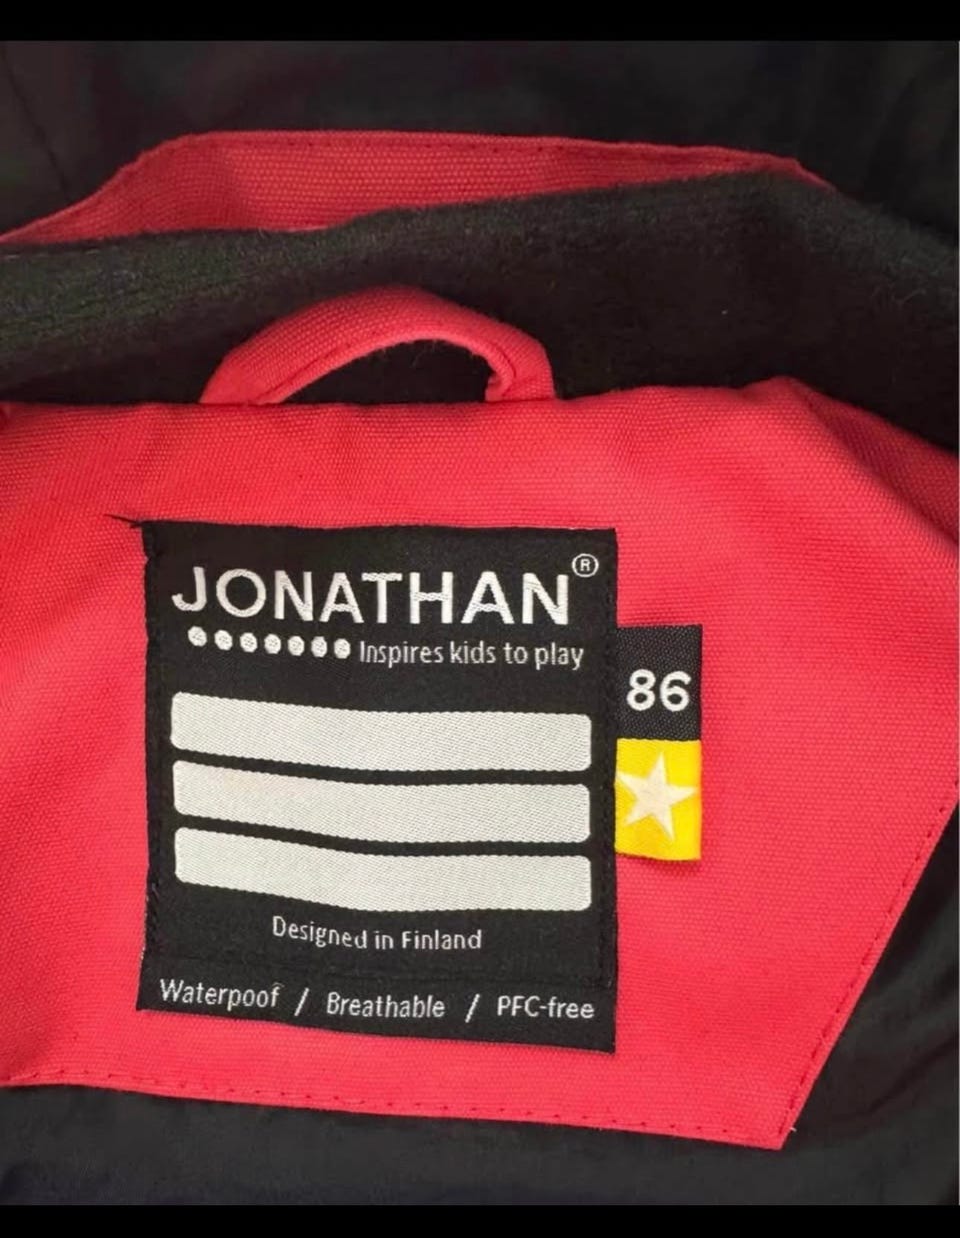 JONATHAN®
Inspires kids to play
86
Designed in Finland
Waterpoof / Breathable / PFC-free